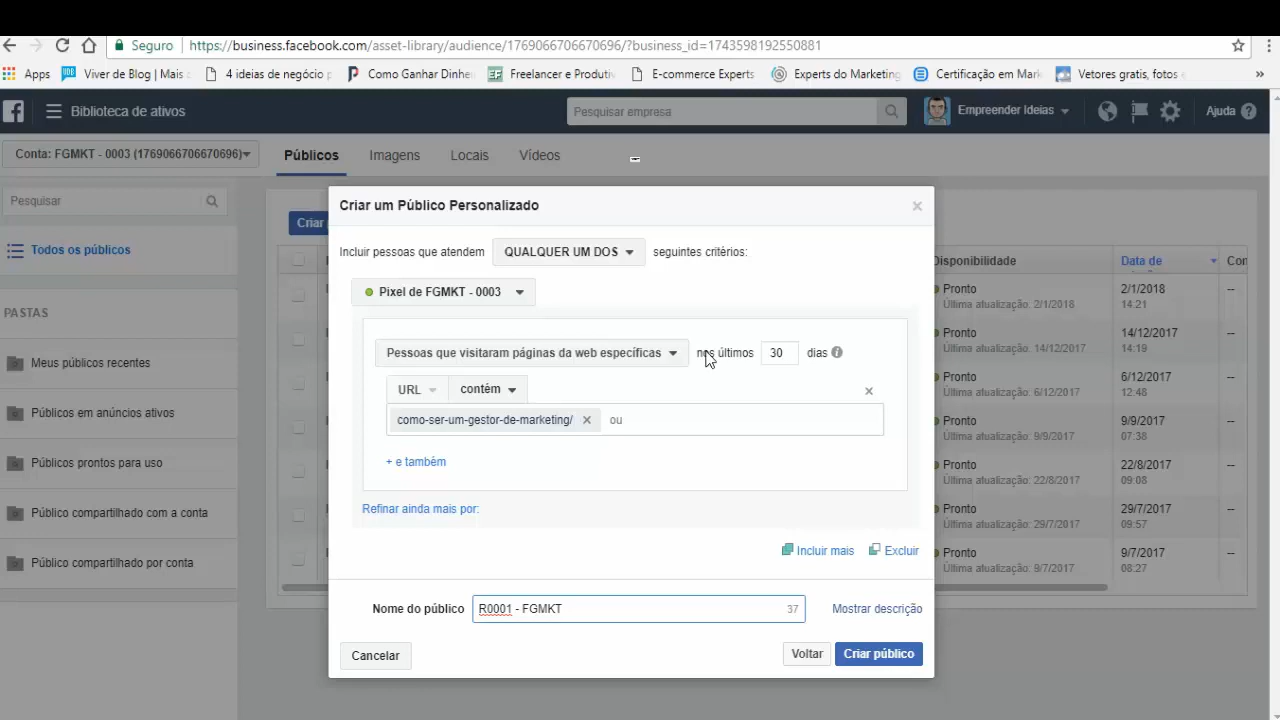 Seguro https://business.facebook.com/asset-library/audience/1769066706670696/?business_id=1743598192550881
Apps Viver de Blog | Mais 4 ideias de negócio Como Ganhar Dinhe Freelancer e Produti E-commerce Experts Experts do Marketing Certificação em Mark Vetores gratis, fotos »
Biblioteca de ativos Pesquisar empresa Empreender Ideias Ajuda
Conta: FGMKT - 0003 (1769066706670696) Públicos Imagens Locais Vídeos
Pesquisar
Todos os públicos
PASTAS
Meus públicos recentes
Públicos em anúncios ativos
Públicos prontos para uso
Público compartilhado com a conta
Público compartilhado por conta
Criar
Criar um Público Personalizado
Incluir pessoas que atendem QUALQUER UM DOS seguintes critérios:
Pixel de FGMKT - 0003
Pessoas que visitaram páginas da web específicas nos últimos 30 dias
URL contém
como-ser-um-gestor-de-marketing/ ou
+ e também
Refinar ainda mais por:
Incluir mais Excluir
Nome do público R0001 - FGMKT 37 Mostrar descrição
Cancelar Voltar Criar público
Disponibilidade Data de Con
Pronto 2/1/2018 --
Última atualização: 2/1/2018 14:21
Pronto 14/12/2017 --
Última atualização: 14/12/2017 14:19
Pronto 6/12/2017 --
Última atualização: 6/12/2017 12:48
Pronto 9/9/2017 --
Última atualização: 9/9/2017 07:38
Pronto 22/8/2017 --
Última atualização: 22/8/2017 09:08
Pronto 29/7/2017 --
Última atualização: 29/7/2017 09:57
Pronto 9/7/2017 --
Última atualização: 9/7/2017 08:27